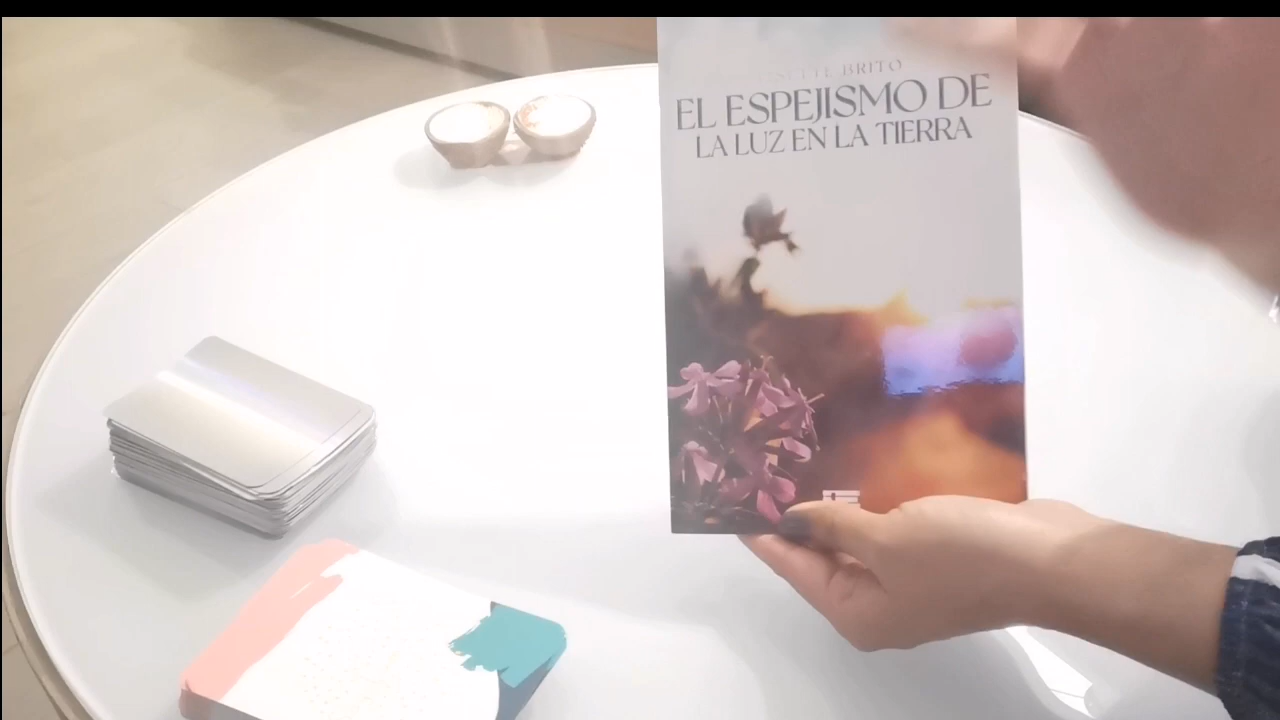 BRITO
EL ESPEJISMO DE
LA LUZ EN LA TIERRA